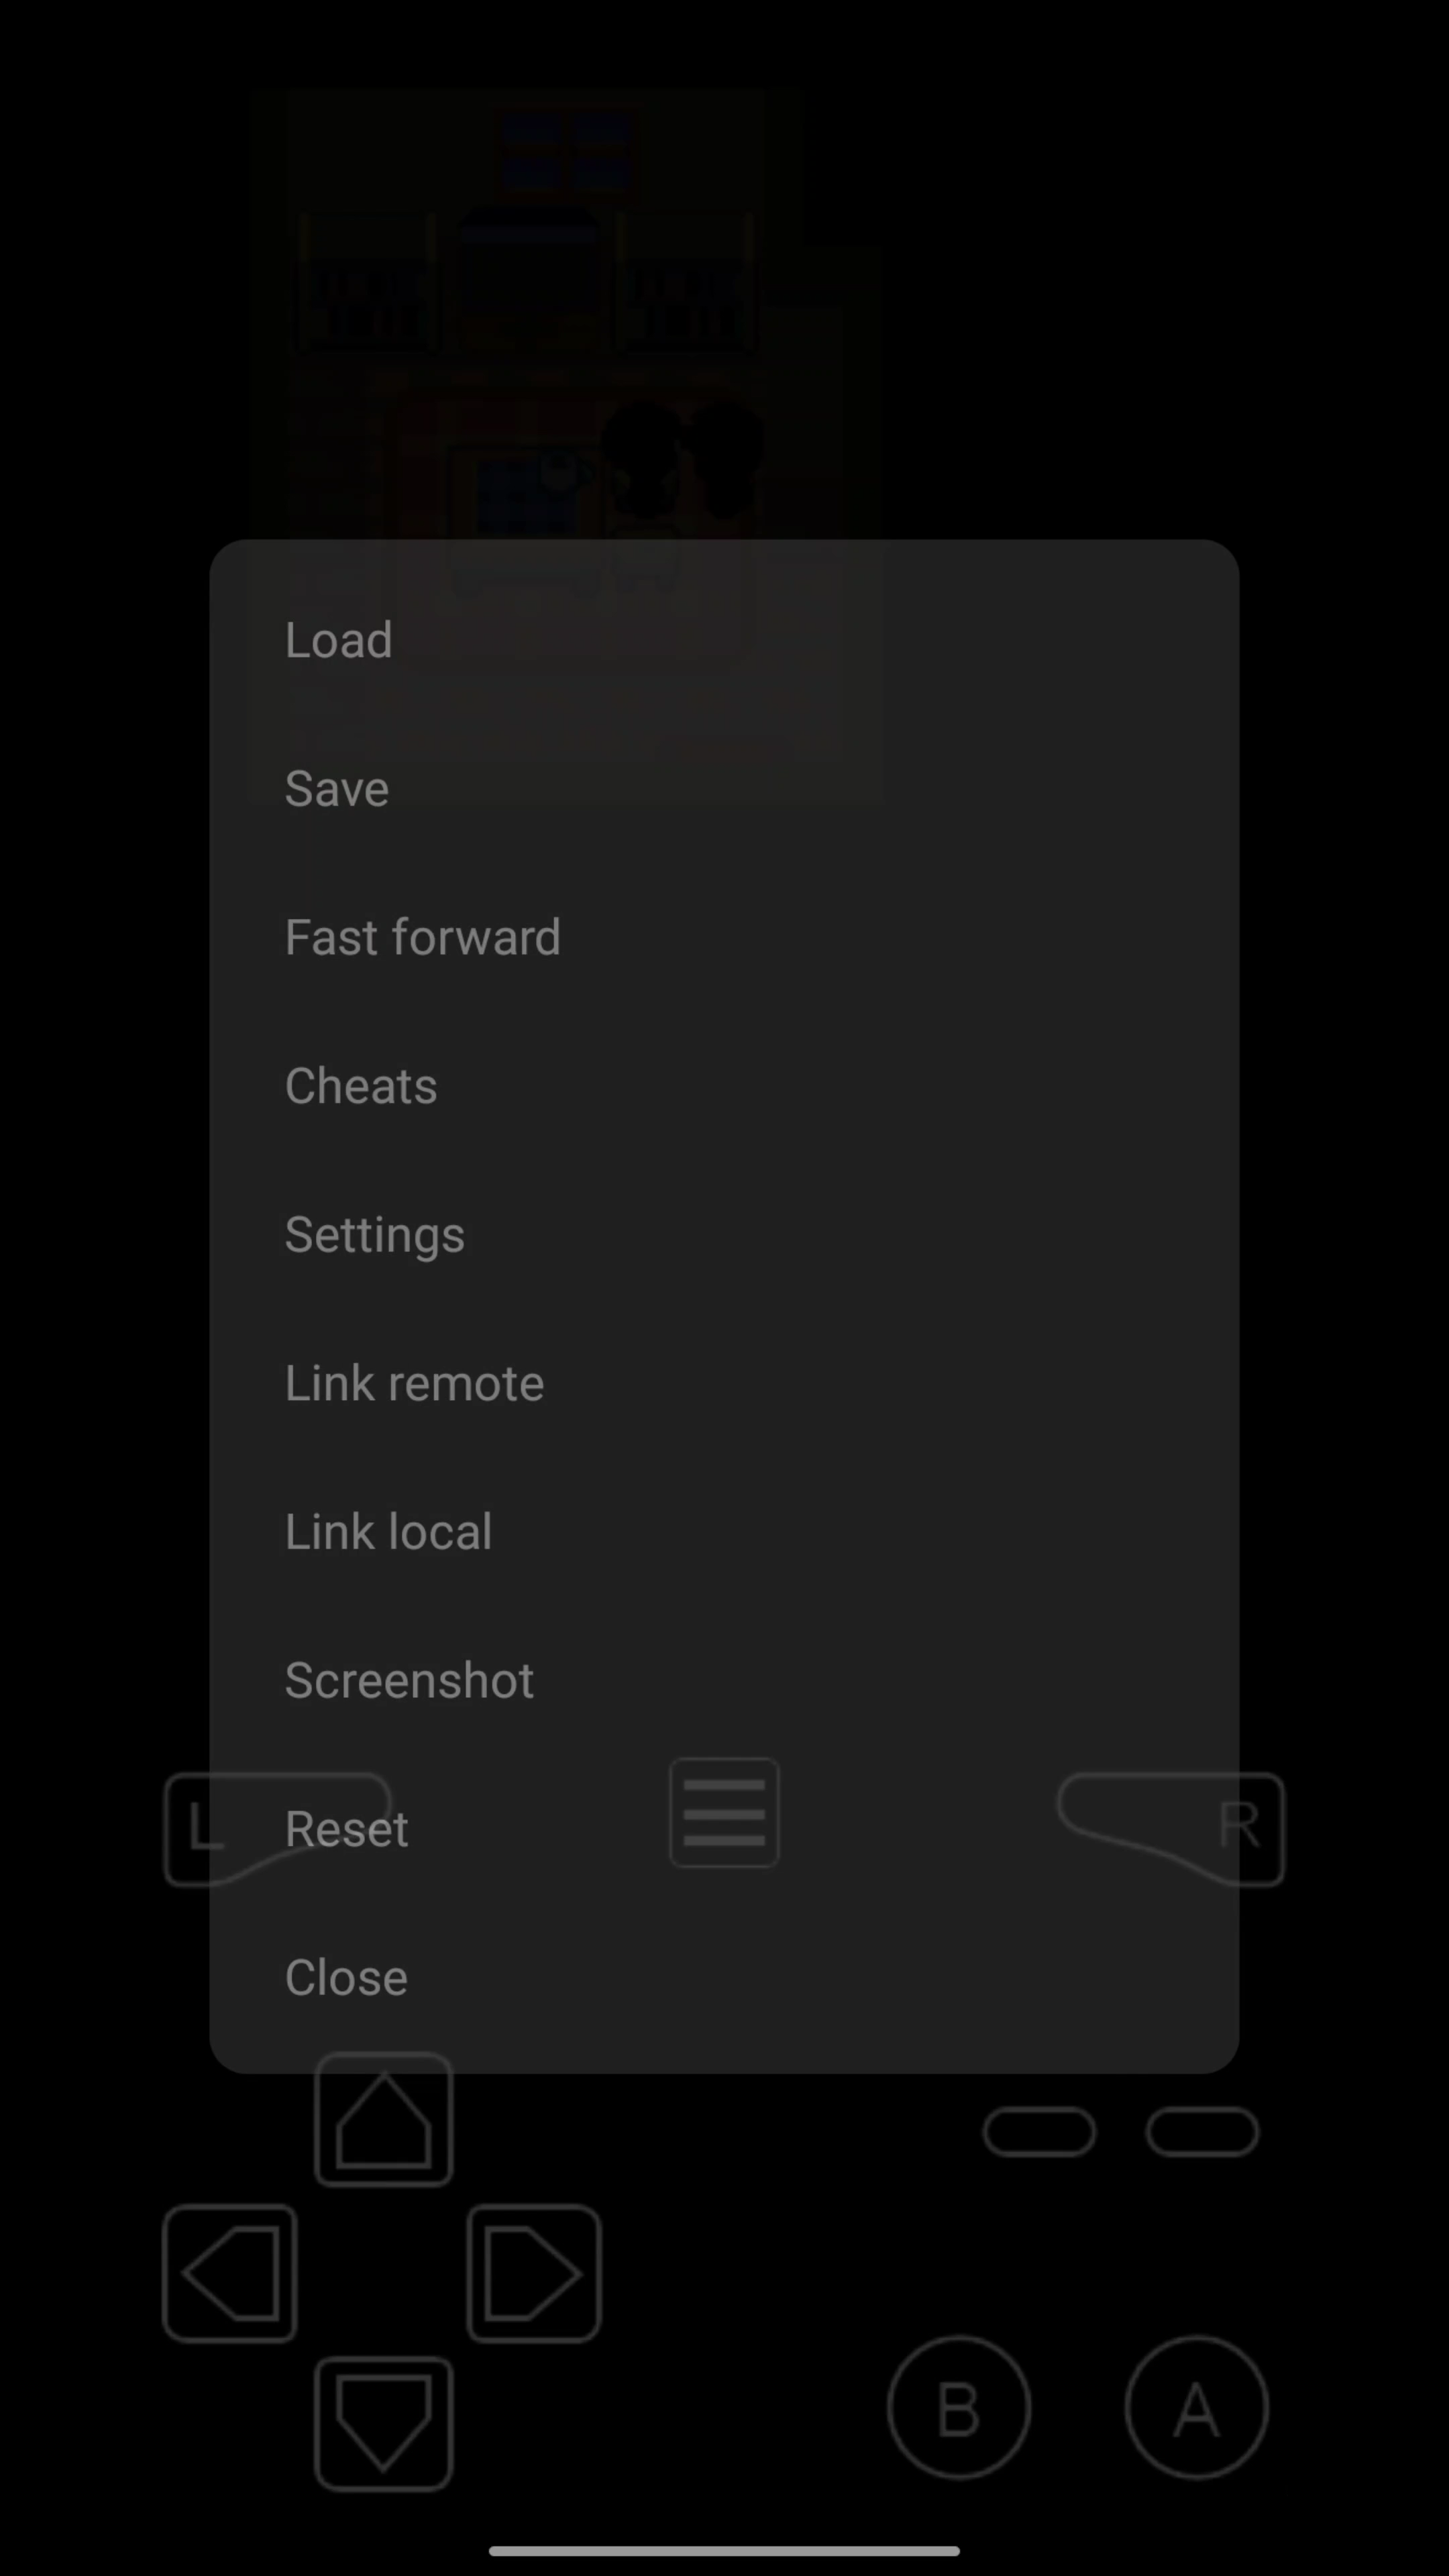 Load
Save
Fast forward
Cheats
Settings
Link remote
Link local
Screenshot
L
Reset
R
Close
B
A